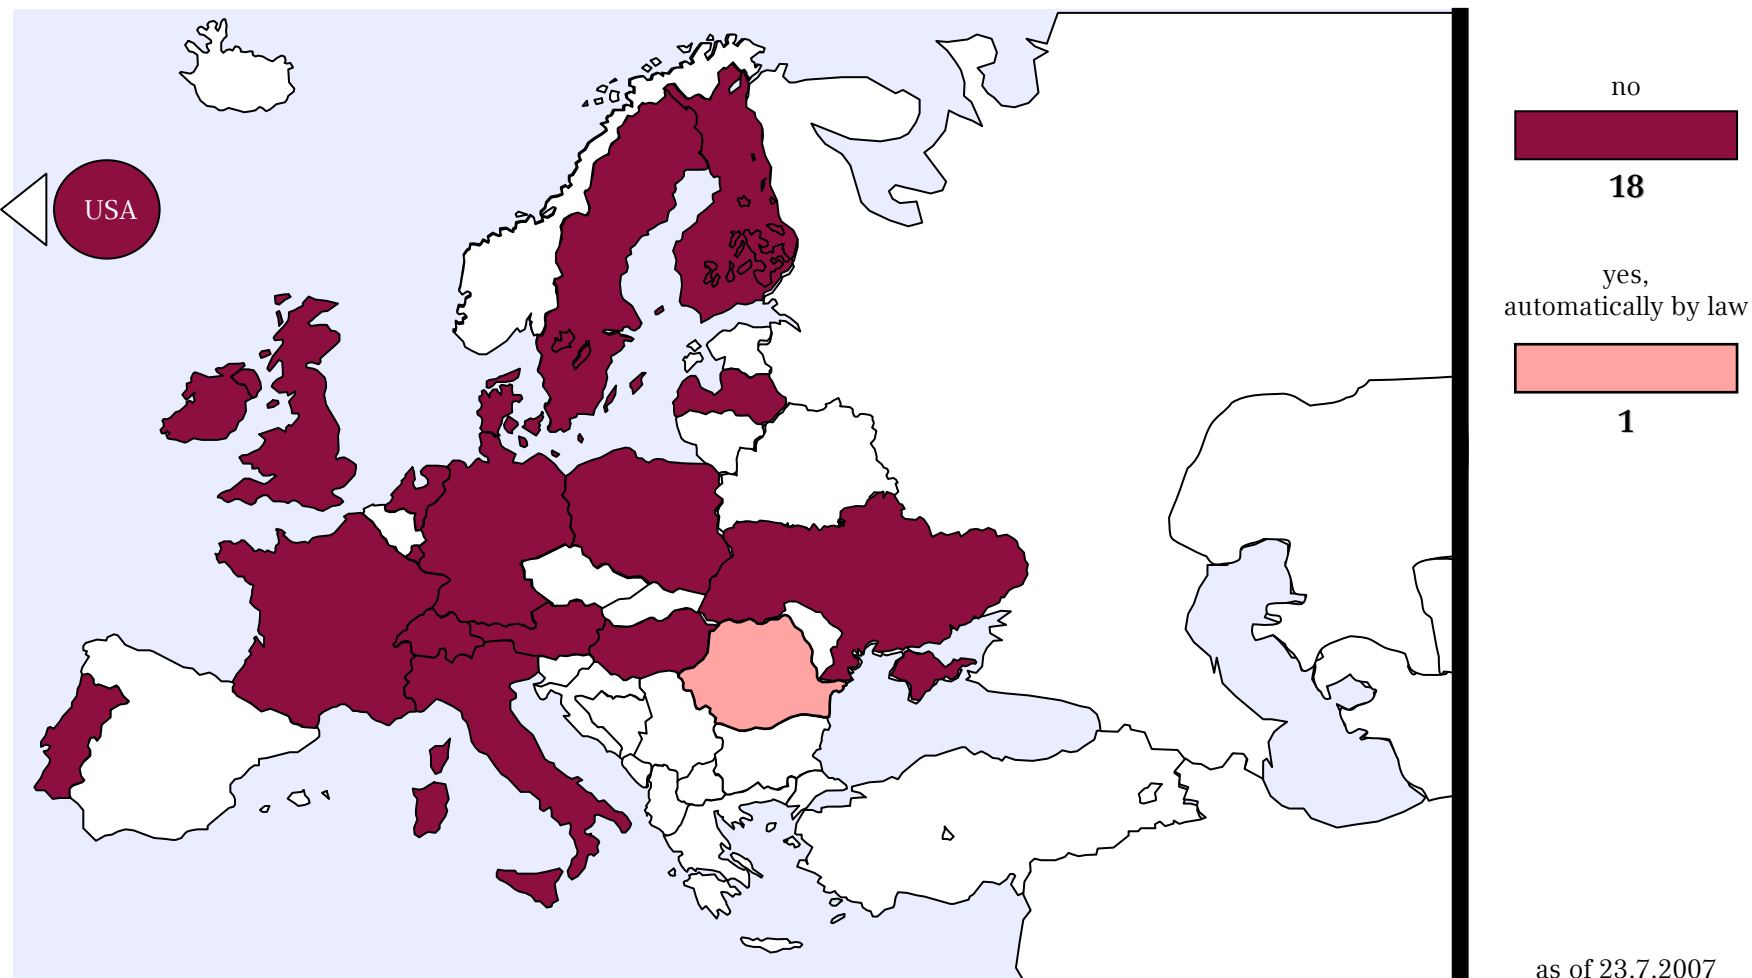 USA
no
18
yes,
automatically by law
1
as of 23.7.2007